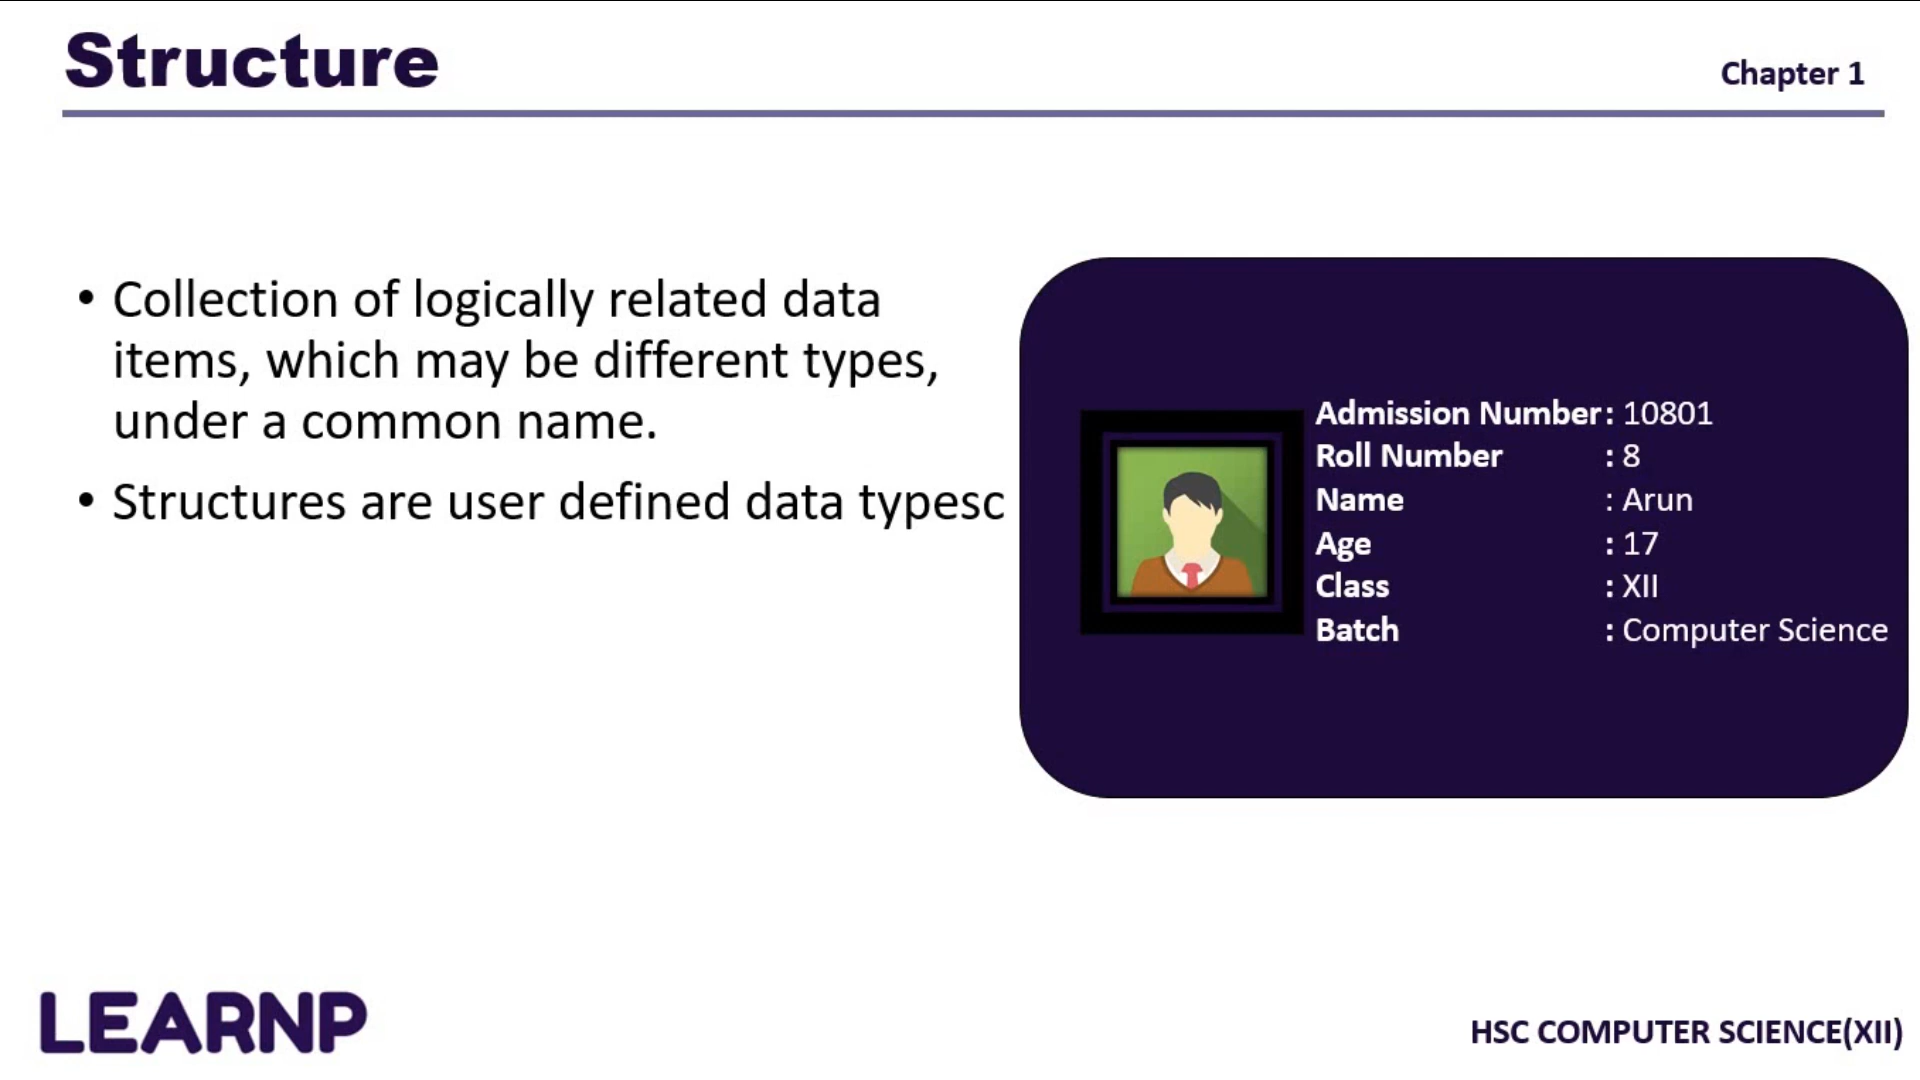 Structure
Chapter 1
• Collection of logically related data
items, which may be different types,
under a common name.
• Structures are user defined data typesc
Admission Number : 10801
Roll Number : 8
Name : Arun
Age : 17
Class : XII
Batch : Computer Science
LEARNP
HSC COMPUTER SCIENCE(XII)